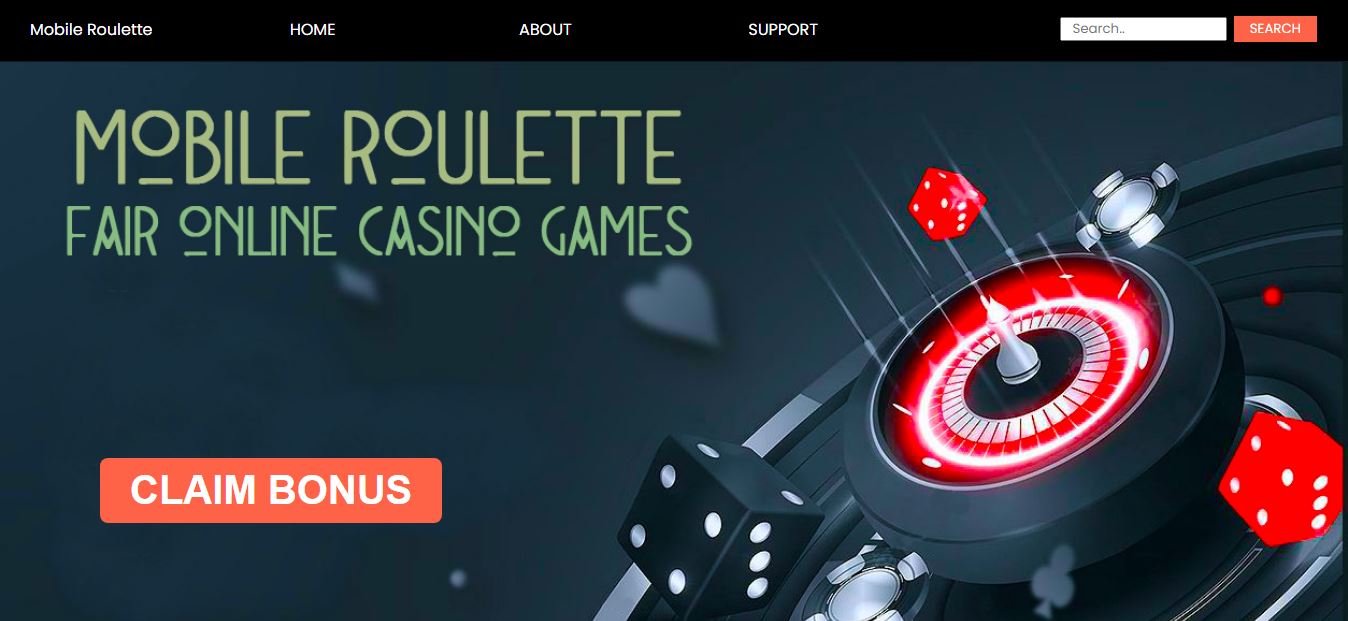 Mobile Roulette HOME ABOUT SUPPORT Search.. SEARCH
MOBILE ROULETTE
FAIR ONLINE CASINO GAMES
CLAIM BONUS